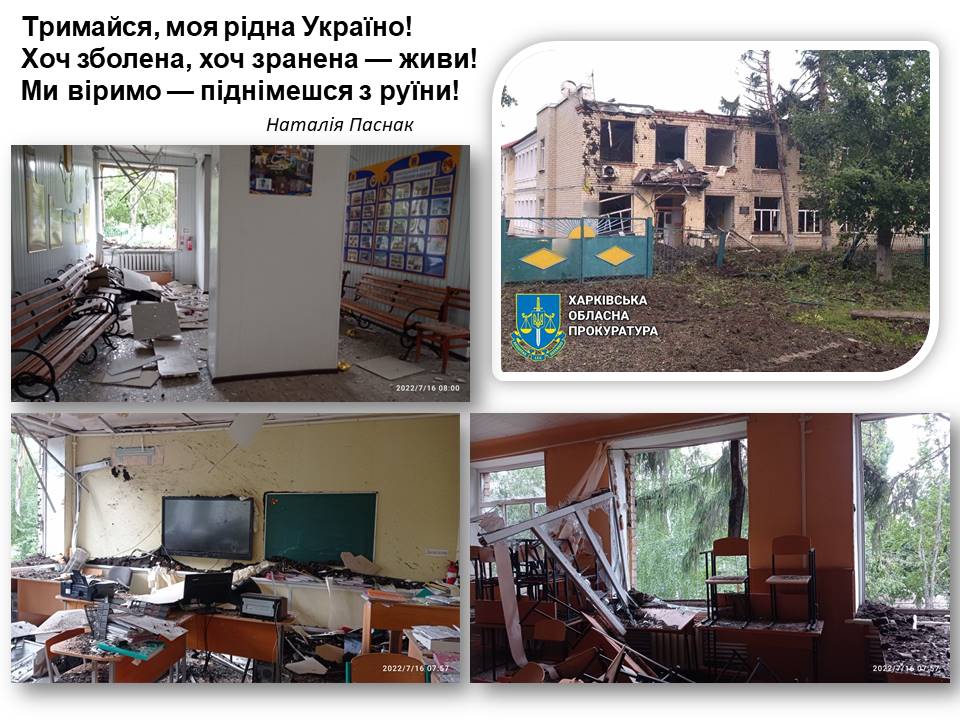 Тримайся, моя рідна Україно!
Хоч зболена, хоч зранена — живи!
Ми віримо — піднімешся з руїни!
Наталія Паснак
ХАРКІВСЬКА
ОБЛАСНА
ПРОКУРАТУРА
2022/7/16 08:00
2022/7/16 07:57
2022/7/16 07:57